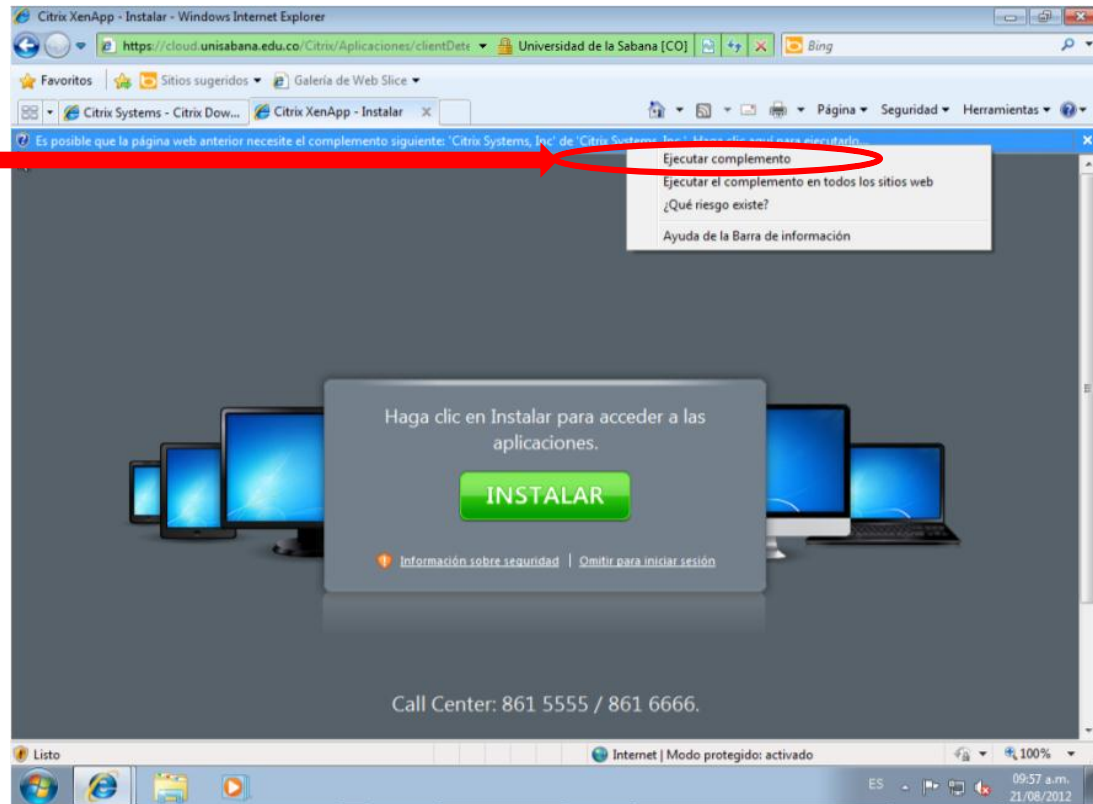 Citrix XenApp - Instalar - Windows Internet Explorer
https://cloud.unisabana.edu.co/Citrix/Aplicaciones/clientDete
Universidad de la Sabana [CO]
Bing
Favoritos
Sitios sugeridos
Galería de Web Slice
Citrix Systems - Citrix Dow...
Citrix XenApp - Instalar
Página
Seguridad
Herramientas
Es posible que la página web anterior necesite el complemento siguiente: 'Citrix Systems, Inc' de 'Citrix Systems, Inc.'. Haga clic aquí para ejecutarlo...
Ejecutar complemento
Ejecutar el complemento en todos los sitios web
¿Qué riesgo existe?
Ayuda de la Barra de información
Haga clic en Instalar para acceder a las
aplicaciones.
INSTALAR
Información sobre seguridad | Omitir para iniciar sesión
Call Center: 861 5555 / 861 6666.
Listo
Internet | Modo protegido: activado
100%
ES
09:57 a.m.
21/08/2012